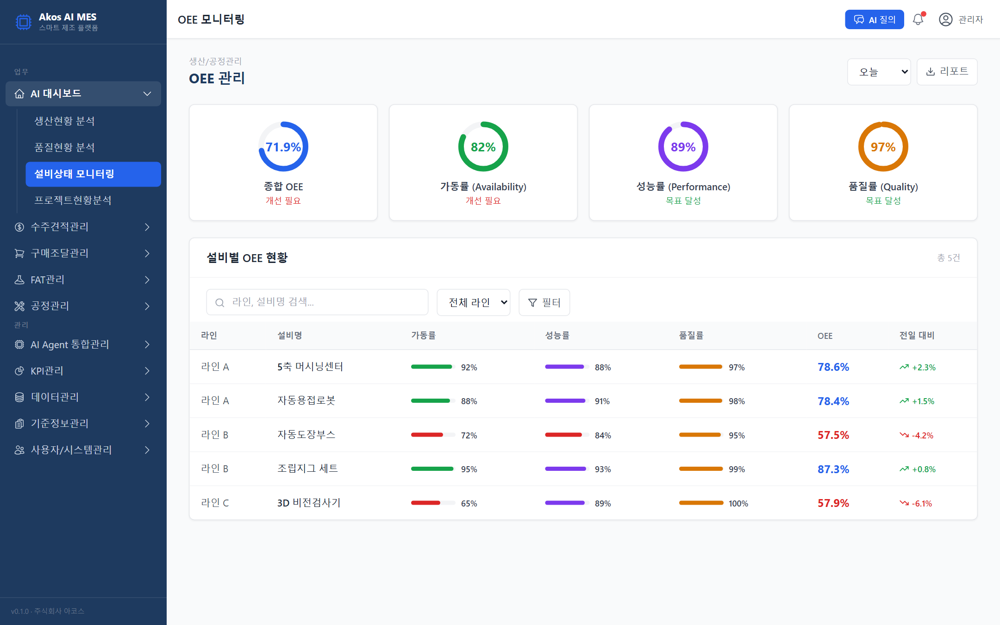 Akos AI MES
스마트 제조 플랫폼
업무
AI 대시보드
생산현황 분석
품질현황 분석
설비상태 모니터링
프로젝트현황분석
수주견적관리
구매조달관리
FAT관리
공정관리
관리
AI Agent 통합관리
KPI관리
데이터관리
기준정보관리
사용자/시스템관리
v0.1.0 · 주식회사 아코스
OEE 모니터링
AI 질의
관리자
생산/공정관리
OEE 관리
오늘
리포트
71.9%
종합 OEE
개선 필요
82%
가동률 (Availability)
개선 필요
89%
성능률 (Performance)
목표 달성
97%
품질률 (Quality)
목표 달성
설비별 OEE 현황
총 5건
라인, 설비명 검색...
전체 라인
필터
라인 설비명 가동률 성능률 품질률 OEE 전일 대비
라인 A 5축 머시닝센터 92% 88% 97% 78.6% +2.3%
라인 A 자동용접로봇 88% 91% 98% 78.4% +1.5%
라인 B 자동도장부스 72% 84% 95% 57.5% -4.2%
라인 B 조립지그 세트 95% 93% 99% 87.3% +0.8%
라인 C 3D 비전검사기 65% 89% 100% 57.9% -6.1%